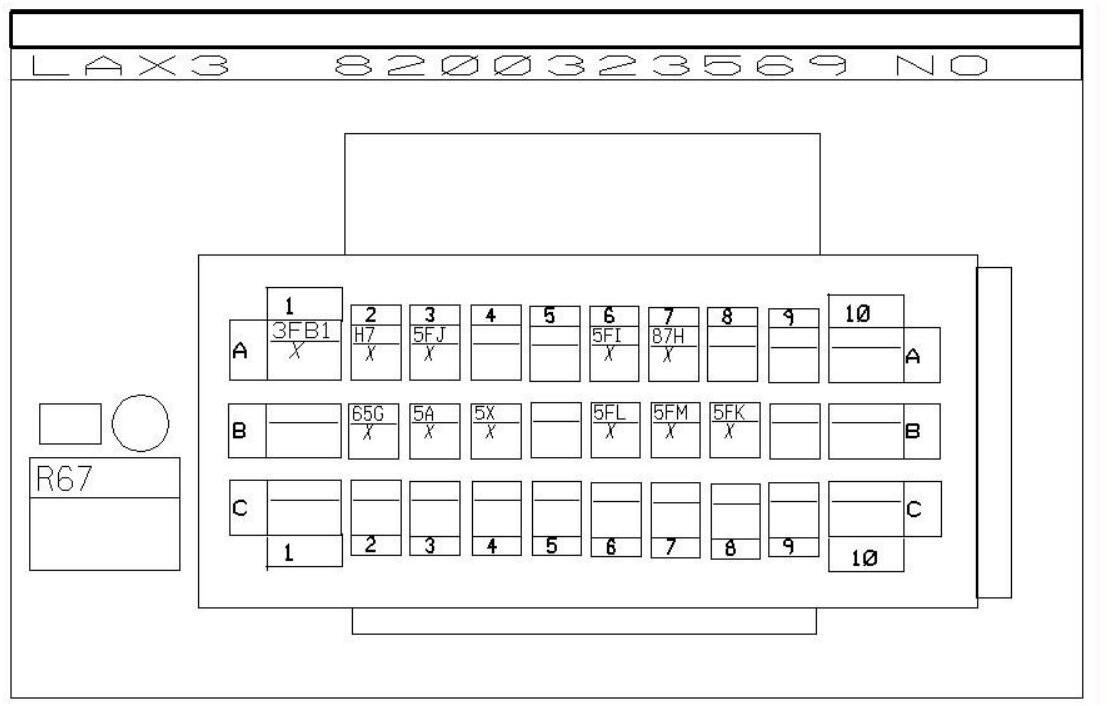 LAX3 8200323569 NO
1 2 3 4 5 6 7 8 9 10
A 3FB1 H7 5FJ 5FI 87H A
X X X X X
B 65G 5A 5X 5FL 5FM 5FK B
X X X X X X
R67
C C
1 2 3 4 5 6 7 8 9 10